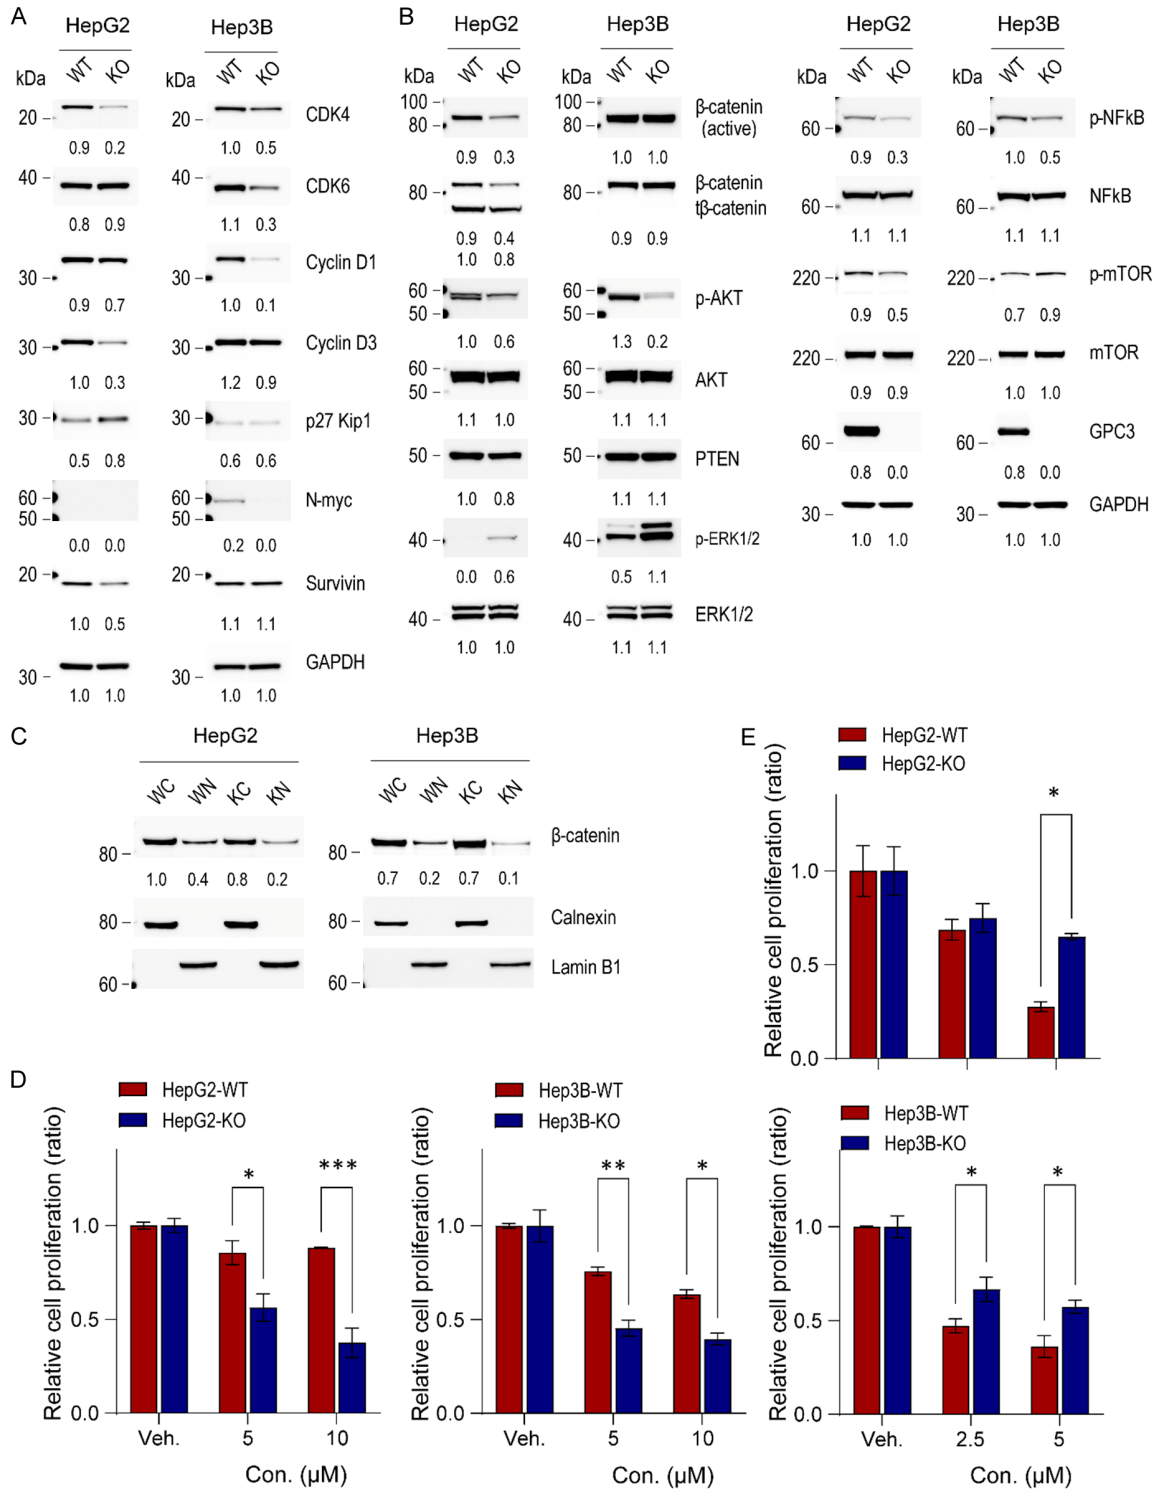 A
HepG2 Hep3B
kDa WT KO kDa WT KO
20 20 CDK4
0.9 0.2 1.0 0.5
40 40 CDK6
0.8 0.9 1.1 0.3
30 30 Cyclin D1
0.9 0.7 1.0 0.1
30 30 Cyclin D3
1.0 0.3 1.2 0.9
30 30 p27 Kip1
0.5 0.8 0.6 0.6
60 60 N-myc
50 50
0.0 0.0 0.2 0.0
20 20 Survivin
1.0 0.5 1.1 1.1
30 30 GAPDH
1.0 1.0 1.0 1.0
B
HepG2 Hep3B
kDa WT KO kDa WT KO
100 100 β-catenin
80 80 (active)
0.9 0.3 1.0 1.0
80 80 β-catenin
tβ-catenin
0.9 0.4 0.9 0.9
1.0 0.8
60 60 p-AKT
50 50
1.0 0.6 1.3 0.2
60 60 AKT
50 50
1.1 1.0 1.1 1.1
50 50 PTEN
1.0 0.8 1.1 1.1
40 40 p-ERK1/2
0.0 0.6 0.5 1.1
40 40 ERK1/2
1.0 1.0 1.1 1.1
HepG2 Hep3B
kDa WT KO kDa WT KO
60 60 p-NFkB
0.9 0.3 1.0 0.5
60 60 NFkB
1.1 1.1 1.1 1.1
220 220 p-mTOR
0.9 0.5 0.7 0.9
220 220 mTOR
0.9 0.9 1.0 1.0
60 60 GPC3
0.8 0.0 0.8 0.0
30 30 GAPDH
1.0 1.0 1.0 1.0
C
HepG2 Hep3B
WC WN KC KN WC WN KC KN
80 80 β-catenin
1.0 0.4 0.8 0.2 0.7 0.2 0.7 0.1
80 80 Calnexin
60 60 Lamin B1
D
HepG2-WT
HepG2-KO
Relative cell proliferation (ratio)
* ***
1.0
0.5
0.0
Veh. 5 10
Con. (µM)
Hep3B-WT
Hep3B-KO
Relative cell proliferation (ratio)
** *
1.0
0.5
0.0
Veh. 5 10
Con. (µM)
E
HepG2-WT
HepG2-KO
Relative cell proliferation (ratio)
*
1.0
0.5
0.0
Hep3B-WT
Hep3B-KO
Relative cell proliferation (ratio)
* *
1.0
0.5
0.0
Veh. 2.5 5
Con. (µM)